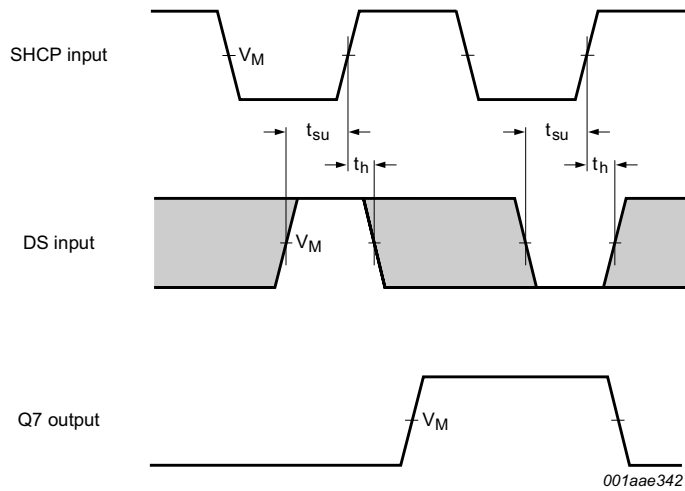 SHCP input
V_M
t_su
t_su
t_h
t_h
DS input
V_M
Q7 output
V_M
001aae342